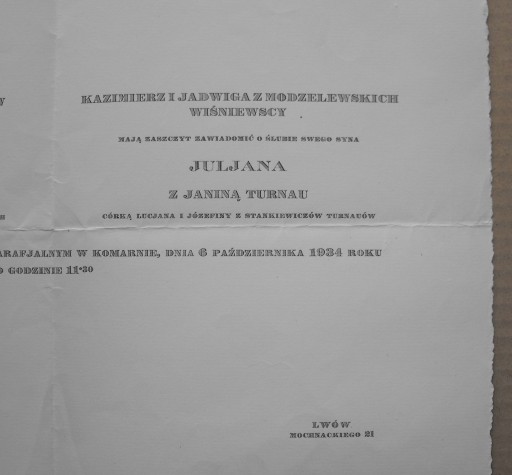 KAZIMIERZ I JADWIGA Z MODZELEWSKICH
WIŚNIEWSCY
MAJĄ ZASZCZYT ZAWIADOMIĆ O ŚLUBIE SWEGO SYNA
JULJANA
Z JANINĄ TURNAU
CÓRKĄ LUCJANA I JÓZEFINY Z STANKIEWICZÓW TURNAUÓW
ARAFJALNYM W KOMARNIE, DNIA 6 PAŹDZIERNIKA 1934 ROKU
O GODZINIE 11·30
LWÓW
MOCHNACKIEGO 21